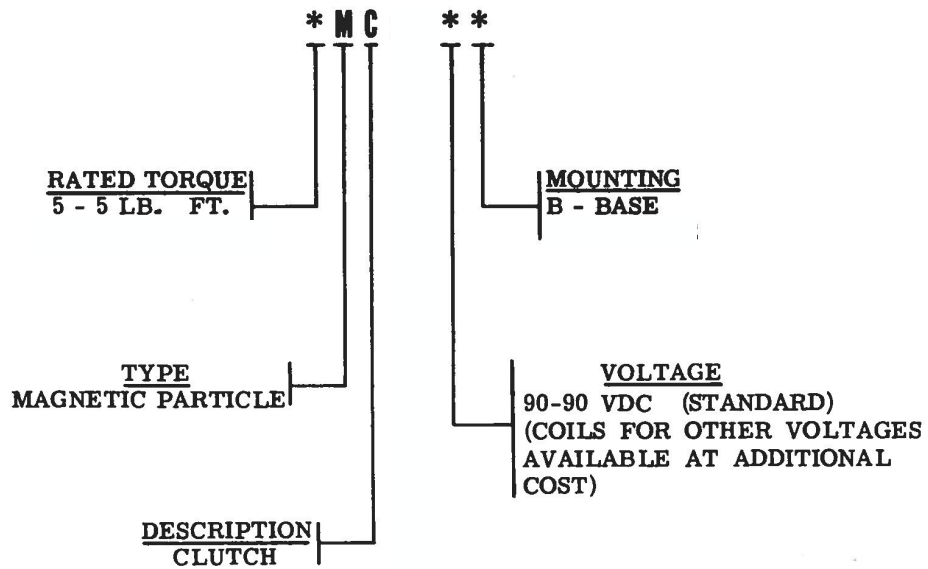 *MC **
RATED TORQUE
5 - 5 LB. FT.
MOUNTING
B - BASE
TYPE
MAGNETIC PARTICLE
VOLTAGE
90-90 VDC (STANDARD)
(COILS FOR OTHER VOLTAGES
AVAILABLE AT ADDITIONAL
COST)
DESCRIPTION
CLUTCH